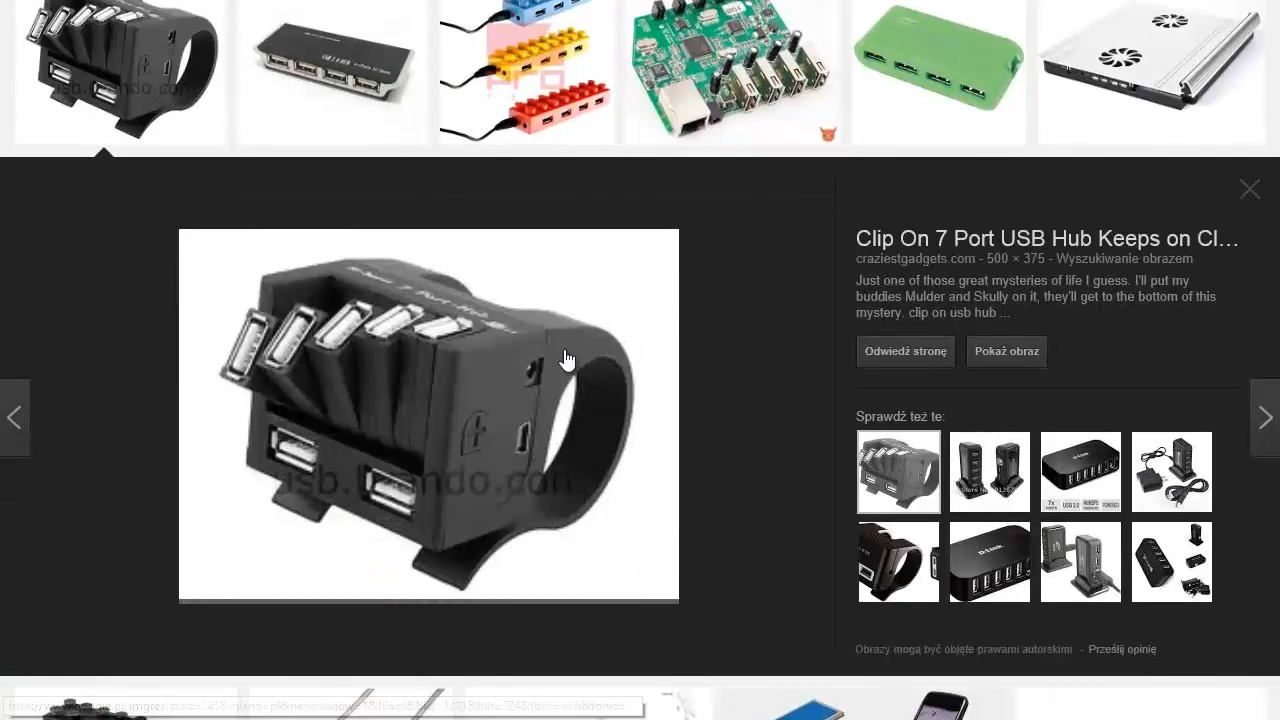 Clip On 7 Port USB Hub Keeps on Cl...
craziestgadgets.com - 500 × 375 - Wyszukiwanie obrazem
Just one of those great mysteries of life I guess. I'll put my
buddies Mulder and Skully on it, they'll get to the bottom of this
mystery. clip on usb hub ...
Odwiedź stronę
Pokaż obraz
Sprawdź też te:
D-Link
D-Link
Obrazy mogą być objęte prawami autorskimi - Prześlij opinię